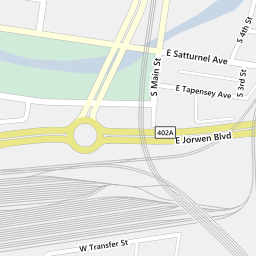 S 4th St
E Satturnel Ave
S Main St
E Tapensey Ave
S 3rd St
402A
E Jorwen Blvd
W Transfer St